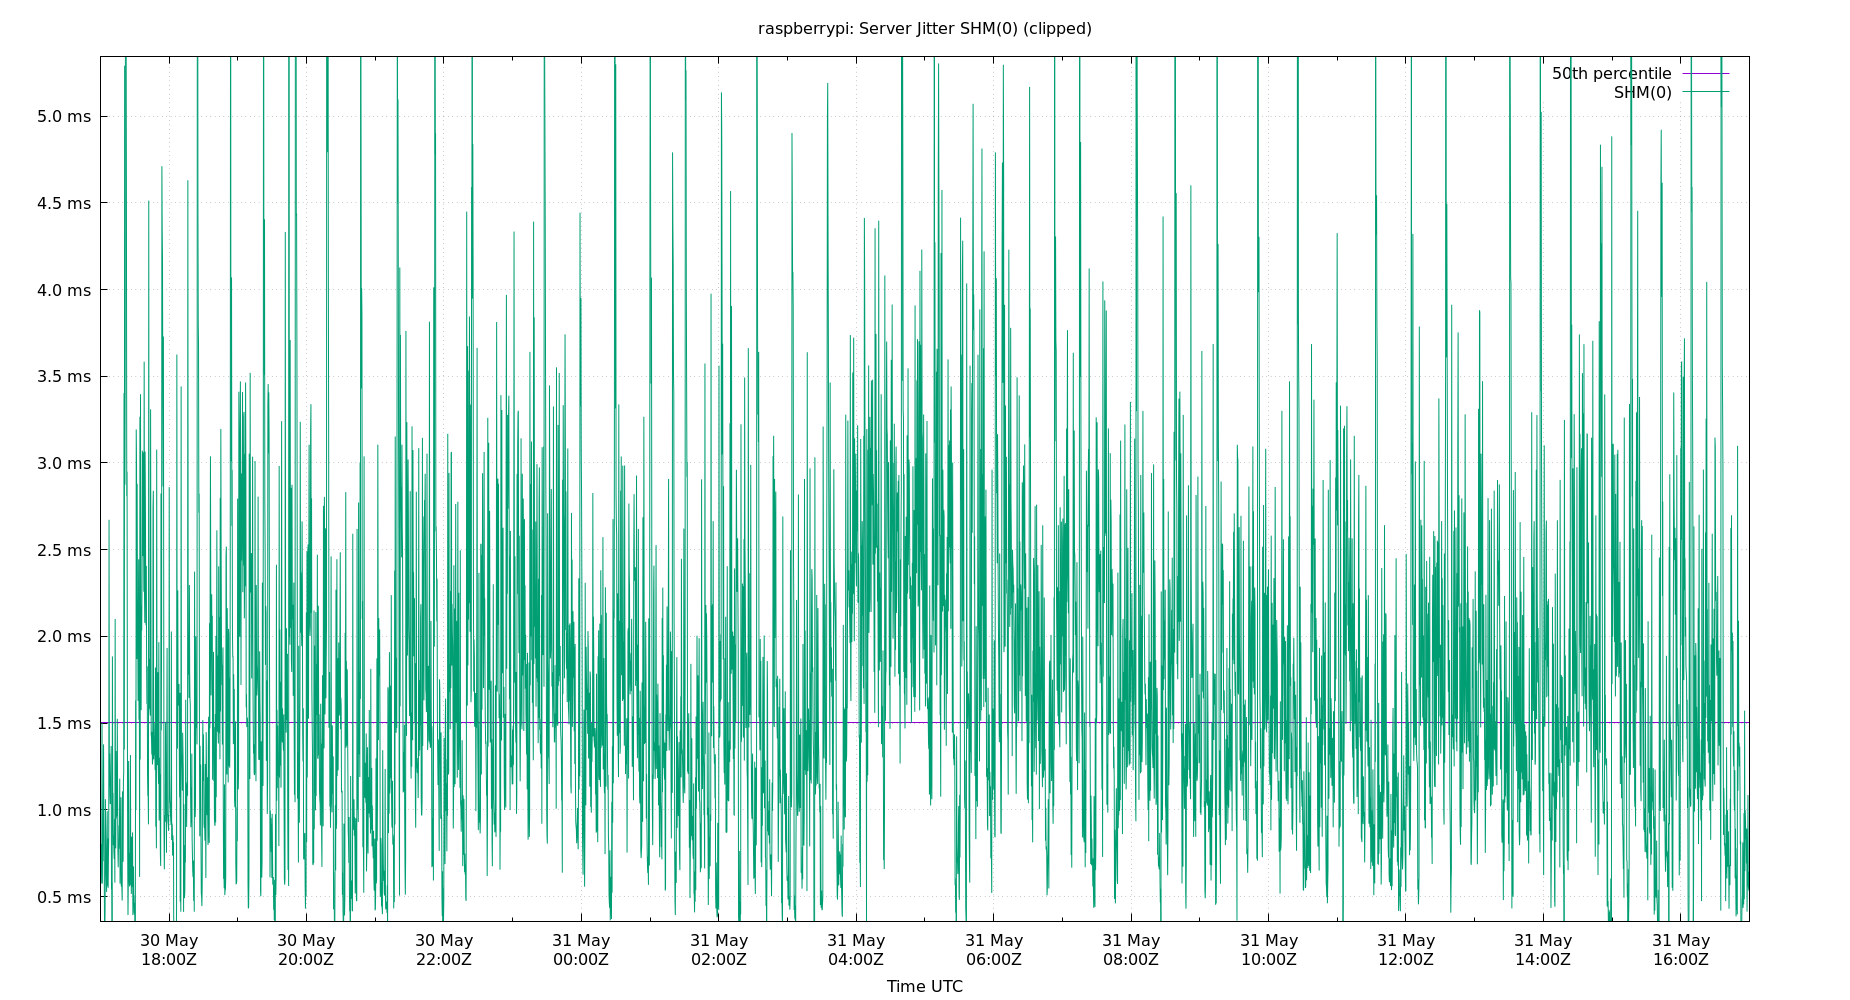 raspberrypi: Server Jitter SHM(0) (clipped)
50th percentile
SHM(0)
5.0 ms
4.5 ms
4.0 ms
3.5 ms
3.0 ms
2.5 ms
2.0 ms
1.5 ms
1.0 ms
0.5 ms
30 May 30 May 30 May 31 May 31 May 31 May 31 May 31 May 31 May 31 May 31 May 31 May
18:00Z 20:00Z 22:00Z 00:00Z 02:00Z 04:00Z 06:00Z 08:00Z 10:00Z 12:00Z 14:00Z 16:00Z
Time UTC